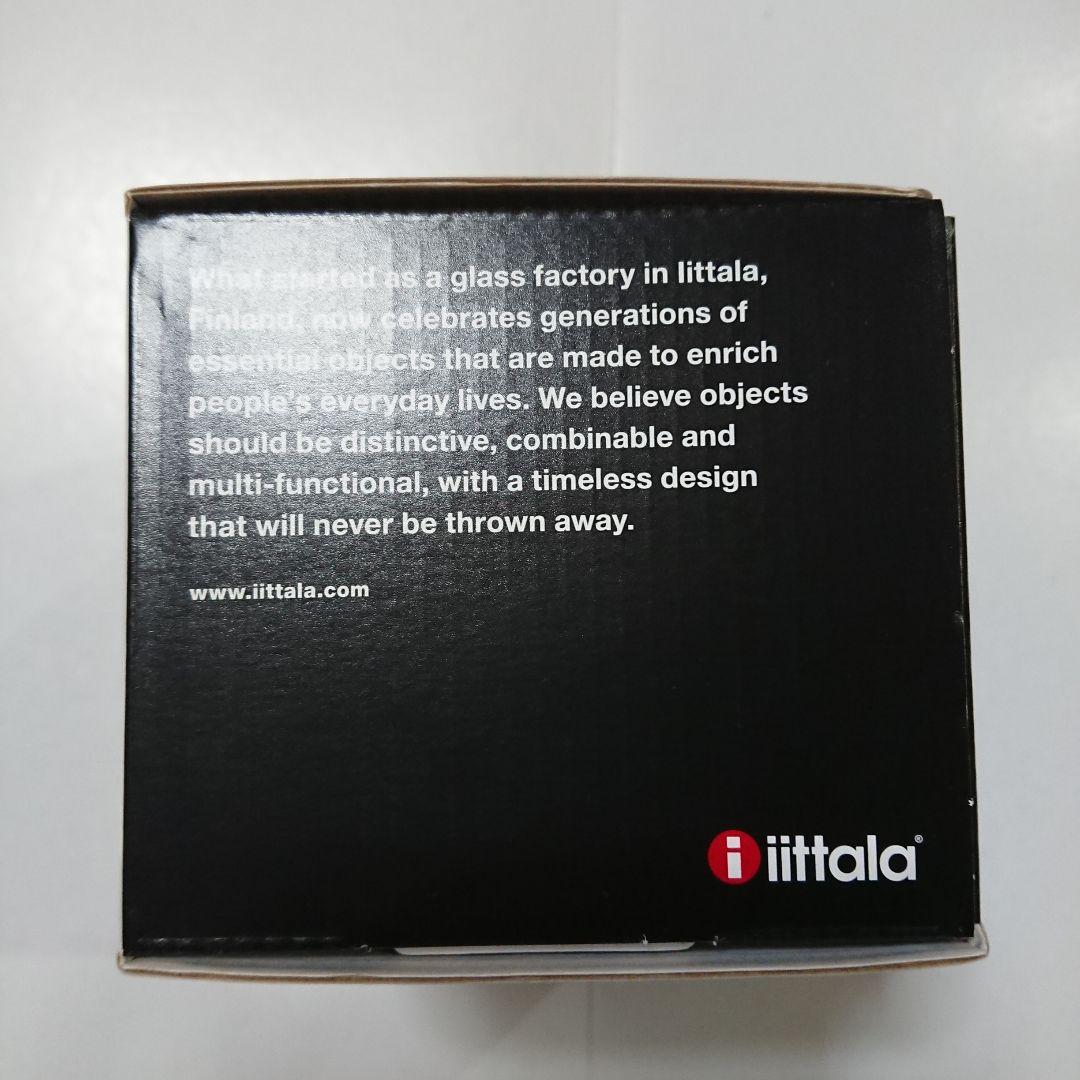 What started as a glass factory in Iittala,
Finland, now celebrates generations of
essential objects that are made to enrich
people's everyday lives. We believe objects
should be distinctive, combinable and
multi-functional, with a timeless design
that will never be thrown away.
www.iittala.com
i iittala®